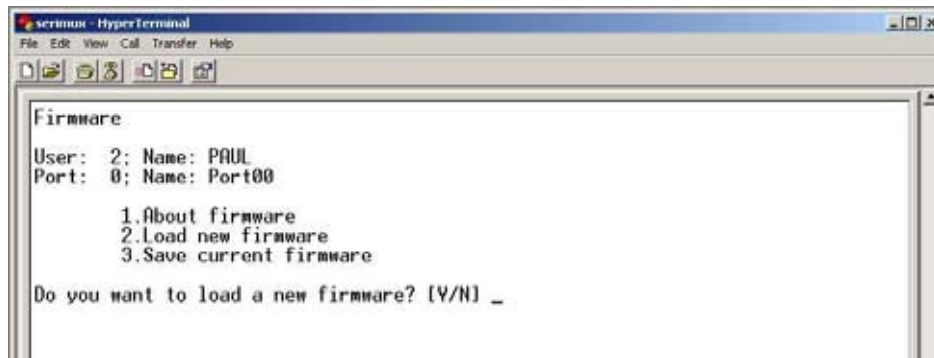 serimux - HyperTerminal
File Edit View Call Transfer Help
Firmware
User: 2; Name: PAUL
Port: 0; Name: Port00
1.About firmware
2.Load new firmware
3.Save current firmware
Do you want to load a new firmware? [Y/N] _